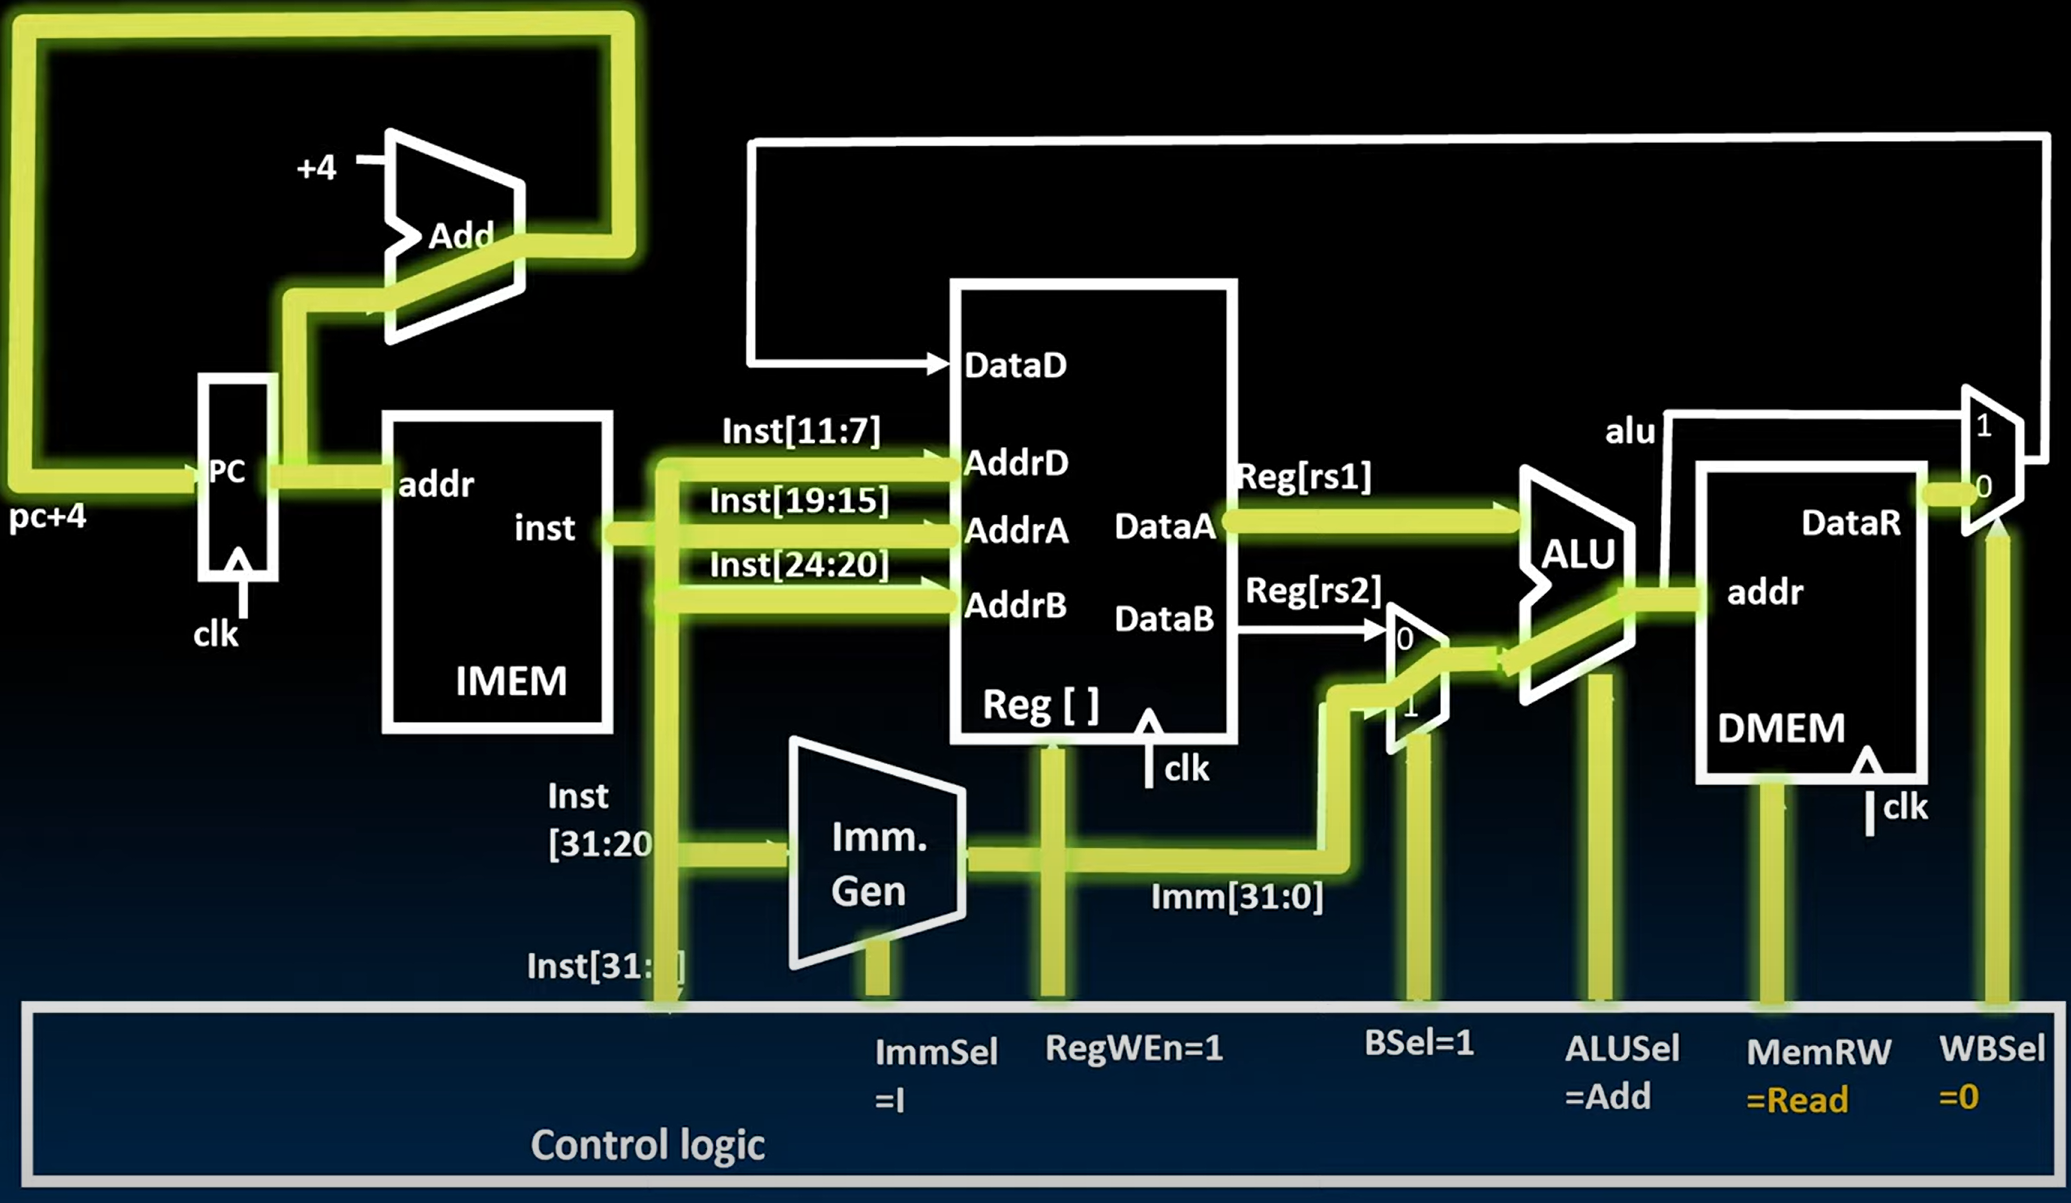 +4
Add
DataD
Inst[11:7]
AddrD
alu
1
PC
addr
Inst[19:15]
AddrA
Reg[rs1]
0
pc+4
inst
DataA
DataR
Inst[24:20]
AddrB
ALU
Reg[rs2]
addr
clk
DataB
0
IMEM
Reg [ ]
1
DMEM
clk
clk
Inst
[31:20
Imm.
Gen
Imm[31:0]
Inst[31: ]
ImmSel
=I
RegWEn=1
BSel=1
ALUSel
=Add
MemRW
=Read
WBSel
=0
Control logic